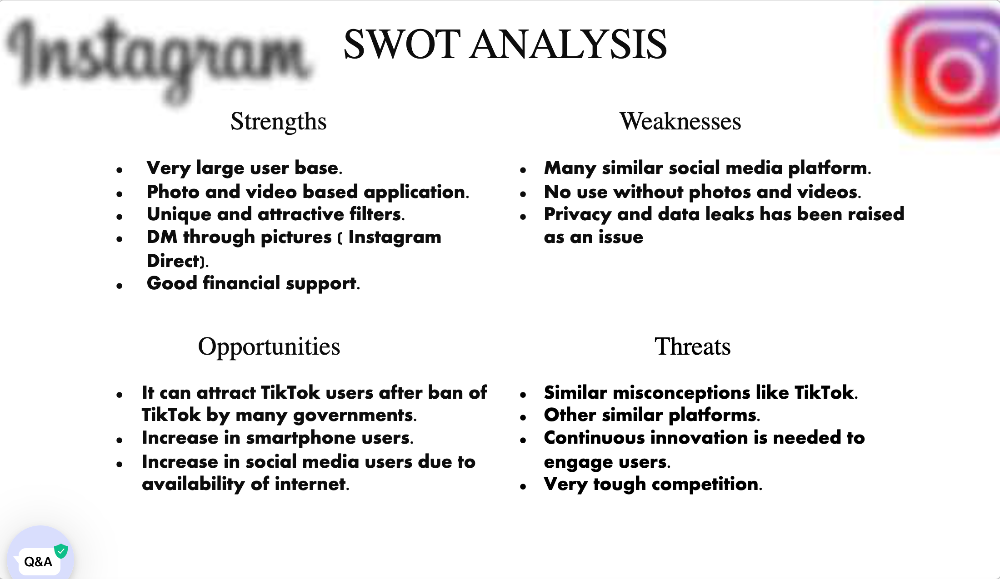 Instagram
SWOT ANALYSIS
Strengths
• Very large user base.
• Photo and video based application.
• Unique and attractive filters.
• DM through pictures ( Instagram
Direct).
• Good financial support.
Weaknesses
• Many similar social media platform.
• No use without photos and videos.
• Privacy and data leaks has been raised
as an issue
Opportunities
• It can attract TikTok users after ban of
TikTok by many governments.
• Increase in smartphone users.
• Increase in social media users due to
availability of internet.
Threats
• Similar misconceptions like TikTok.
• Other similar platforms.
• Continuous innovation is needed to
engage users.
• Very tough competition.
Q&A